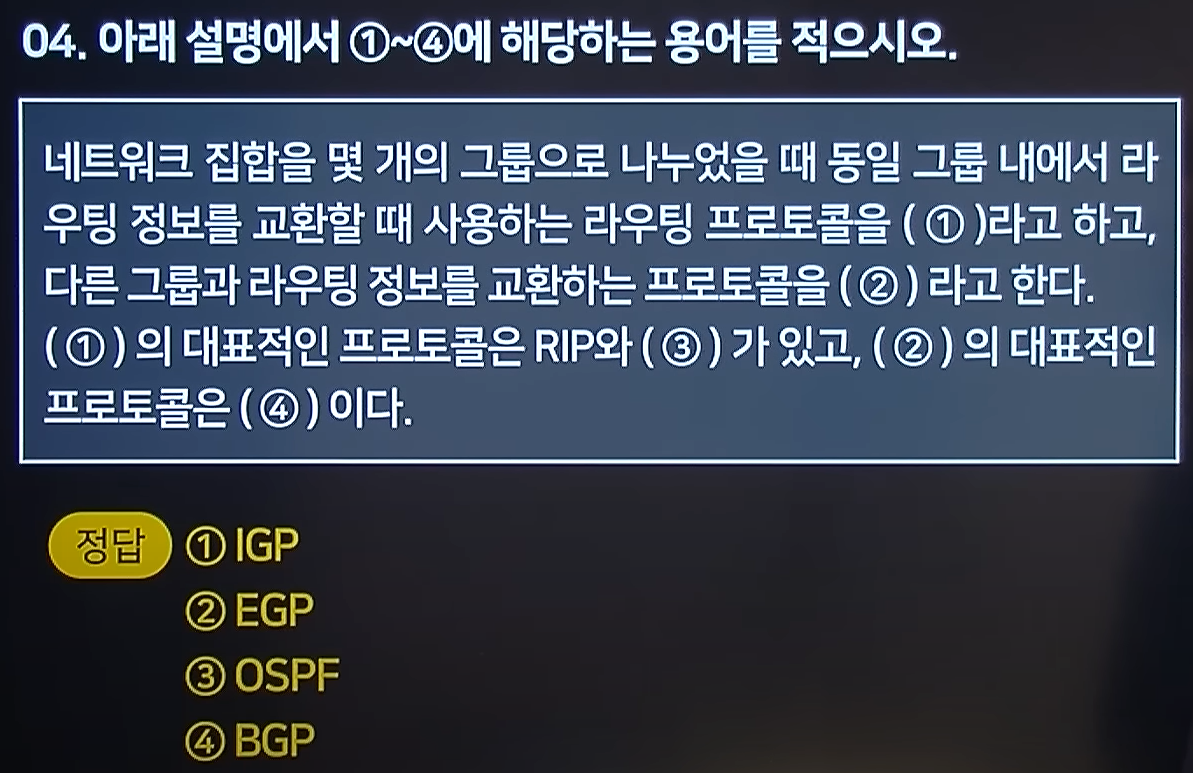 04. 아래 설명에서 ①~④에 해당하는 용어를 적으시오.
네트워크 집합을 몇 개의 그룹으로 나누었을 때 동일 그룹 내에서 라
우팅 정보를 교환할 때 사용하는 라우팅 프로토콜을 ( ① )라고 하고,
다른 그룹과 라우팅 정보를 교환하는 프로토콜을 ( ② ) 라고 한다.
( ① ) 의 대표적인 프로토콜은 RIP와 ( ③ ) 가 있고, ( ② ) 의 대표적인
프로토콜은 ( ④ ) 이다.
정답 ① IGP
② EGP
③ OSPF
④ BGP